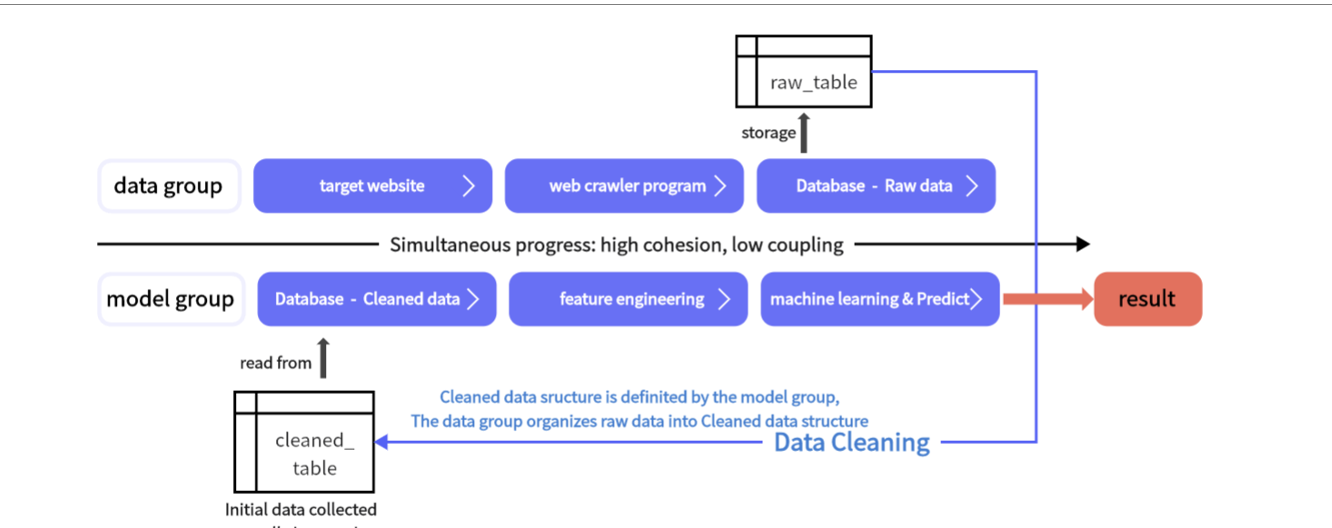 raw_table
storage
data group
target website
web crawler program
Database - Raw data
Simultaneous progress: high cohesion, low coupling
model group
Database - Cleaned data
feature engineering
machine learning & Predict
result
read from
Cleaned data sructure is definited by the model group,
The data group organizes raw data into Cleaned data structure
Data Cleaning
cleaned_
table
Initial data collected